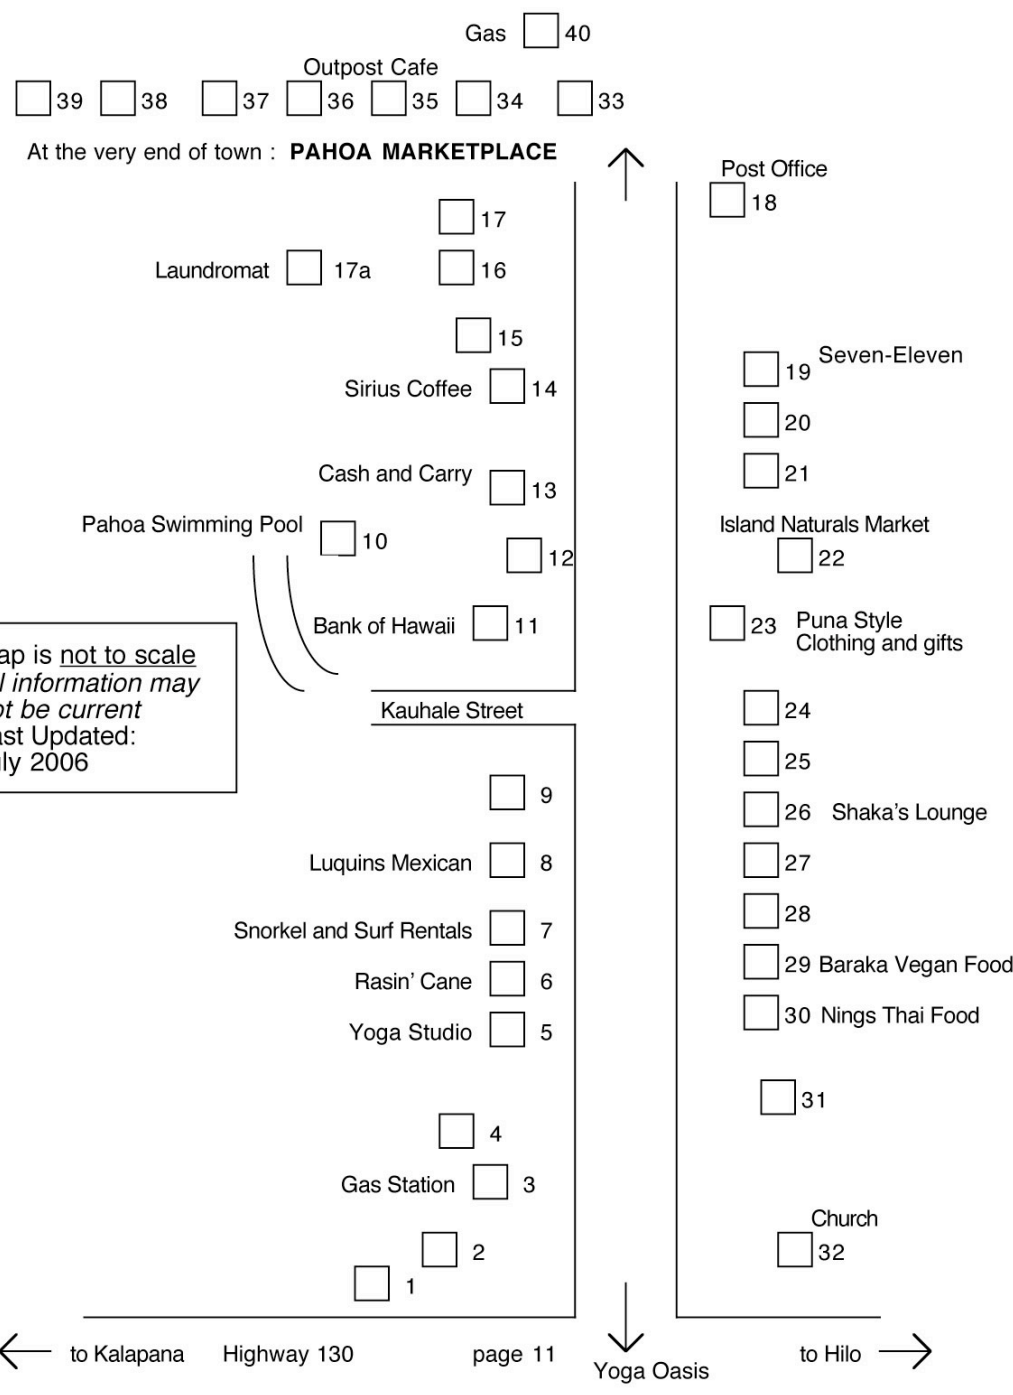 Gas 40
Outpost Cafe
39 38 37 36 35 34 33
At the very end of town : PAHOA MARKETPLACE
Post Office
18
17
Laundromat 17a 16
15
Seven-Eleven
19
Sirius Coffee 14
20
Cash and Carry 13
21
Pahoa Swimming Pool 10
Island Naturals Market
12
22
Bank of Hawaii 11
23 Puna Style
Clothing and gifts
ap is not to scale
l information may
ot be current
ast Updated:
ly 2006
Kauhale Street
24
25
9
26 Shaka's Lounge
Luquins Mexican 8
27
28
Snorkel and Surf Rentals 7
29 Baraka Vegan Food
Rasin' Cane 6
30 Nings Thai Food
Yoga Studio 5
31
4
Gas Station 3
Church
32
2
1
to Kalapana Highway 130 page 11
to Hilo
Yoga Oasis